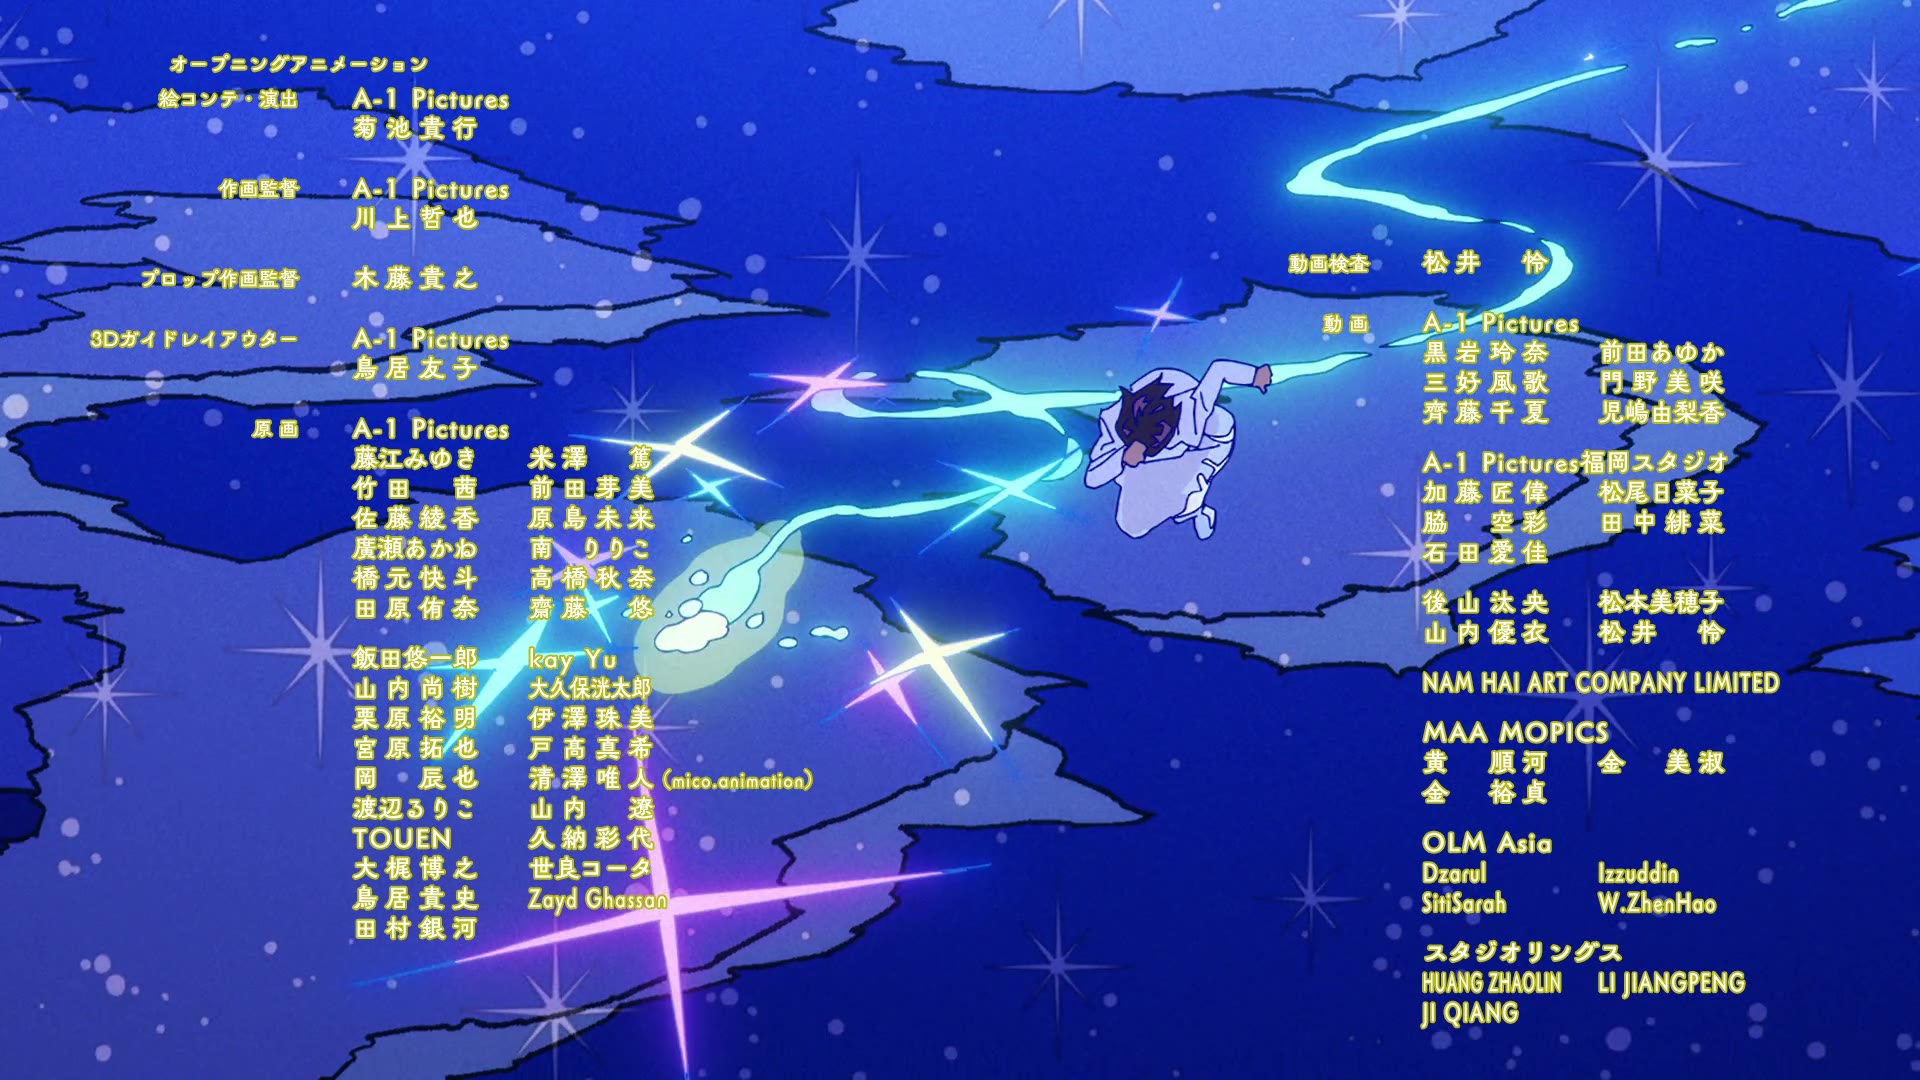 オープニングアニメーション
絵コンテ・演出 A-1 Pictures
菊池貴行
作画監督 A-1 Pictures
川上哲也
プロップ作画監督 木藤貴之
3Dガイドレイアウター A-1 Pictures
鳥居友子
原画 A-1 Pictures
藤江みゆき 米澤 篤
竹田 茜 前田芽美
佐藤綾香 原島未来
廣瀬あかね 南 りりこ
橋元快斗 高橋秋奈
田原侑奈 齋藤 悠
飯田悠一郎 kay Yu
山内尚樹 大久保洸太郎
栗原裕明 伊澤珠美
宮原拓也 戸髙真希
岡 辰也 清澤唯人(mico.animation)
渡辺るりこ 山内 遼
TOUEN 久納彩代
大梶博之 世良コータ
鳥居貴史 Zayd Ghassan
田村銀河
動画検査 松井 怜
動画 A-1 Pictures
黒岩玲奈 前田あゆか
三好風歌 門野美咲
齊藤千夏 児嶋由梨香
A-1 Pictures福岡スタジオ
加藤匠偉 松尾日菜子
脇 空彩 田中緋菜
石田愛佳
後山汰央 松本美穂子
山内優衣 松井 怜
NAM HAI ART COMPANY LIMITED
MAA MOPICS
黄 順河 金 美淑
金 裕貞
OLM Asia
Dzarul Izzuddin
SitiSarah W.ZhenHao
スタジオリングス
HUANG ZHAOLIN LI JIANGPENG
JI QIANG